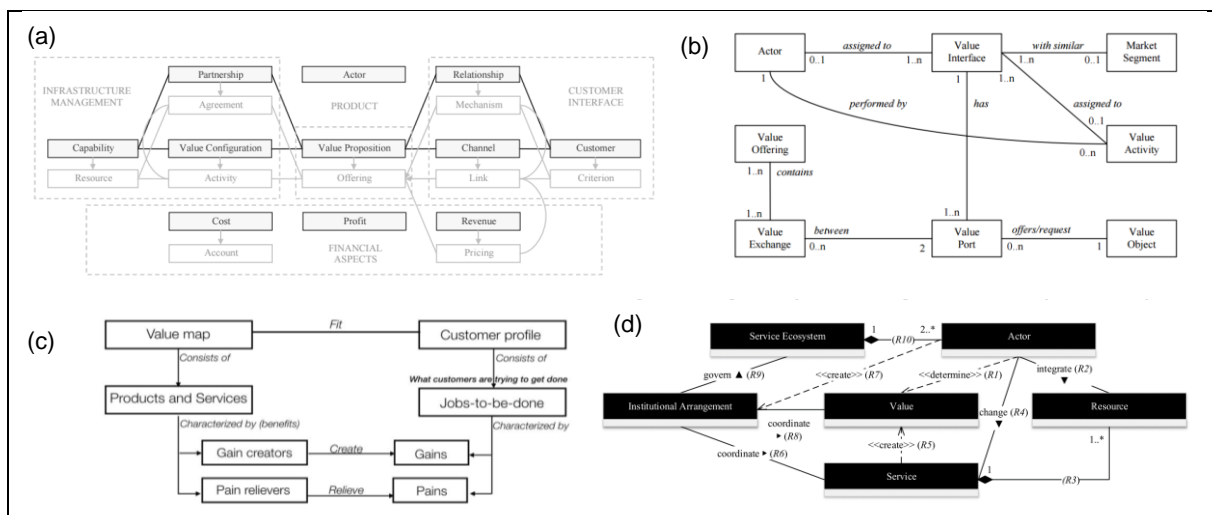 (a)
Partnership
Actor
Relationship
INFRASTRUCTURE
MANAGEMENT
Agreement
PRODUCT
Mechanism
CUSTOMER
INTERFACE
Capability
Value Configuration
Value Proposition
Channel
Customer
Resource
Activity
Offering
Link
Criterion
Cost
Profit
Revenue
Account
FINANCIAL
ASPECTS
Pricing
(b)
Actor
assigned to
0..1
1..n
Value
Interface
with similar
1..n
0..1
Market
Segment
1
1
1..n
performed by
has
assigned to
0..1
0..n
Value
Activity
Value
Offering
1..n
contains
1..n
1..n
Value
Exchange
between
0..n
2
Value
Port
offers/request
0..n
1
Value
Object
(c)
Value map
Fit
Customer profile
Consists of
Consists of
What customers are trying to get done
Products and Services
Jobs-to-be-done
Characterized by (benefits)
Characterized by
Gain creators
Create
Gains
Pain relievers
Relieve
Pains
(d)
Service Ecosystem
1
(R10)
2..*
Actor
govern ▲ (R9)
<<create>> (R7)
<<determine>> (R1)
integrate (R2)
▼
Institutional Arrangement
Value
change (R4)
▼
Resource
coordinate
► (R8)
coordinate ► (R6)
<<create>> (R5)
1..*
Service
1
(R3)